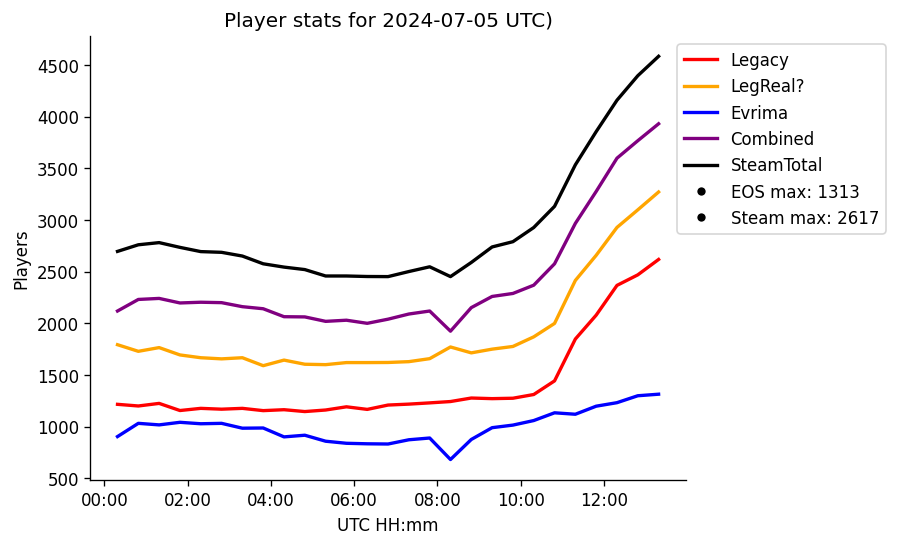 Player stats for 2024-07-05 UTC)
Players
4500
4000
3500
3000
2500
2000
1500
1000
500
00:00 02:00 04:00 06:00 08:00 10:00 12:00
UTC HH:mm
Legacy
LegReal?
Evrima
Combined
SteamTotal
EOS max: 1313
Steam max: 2617